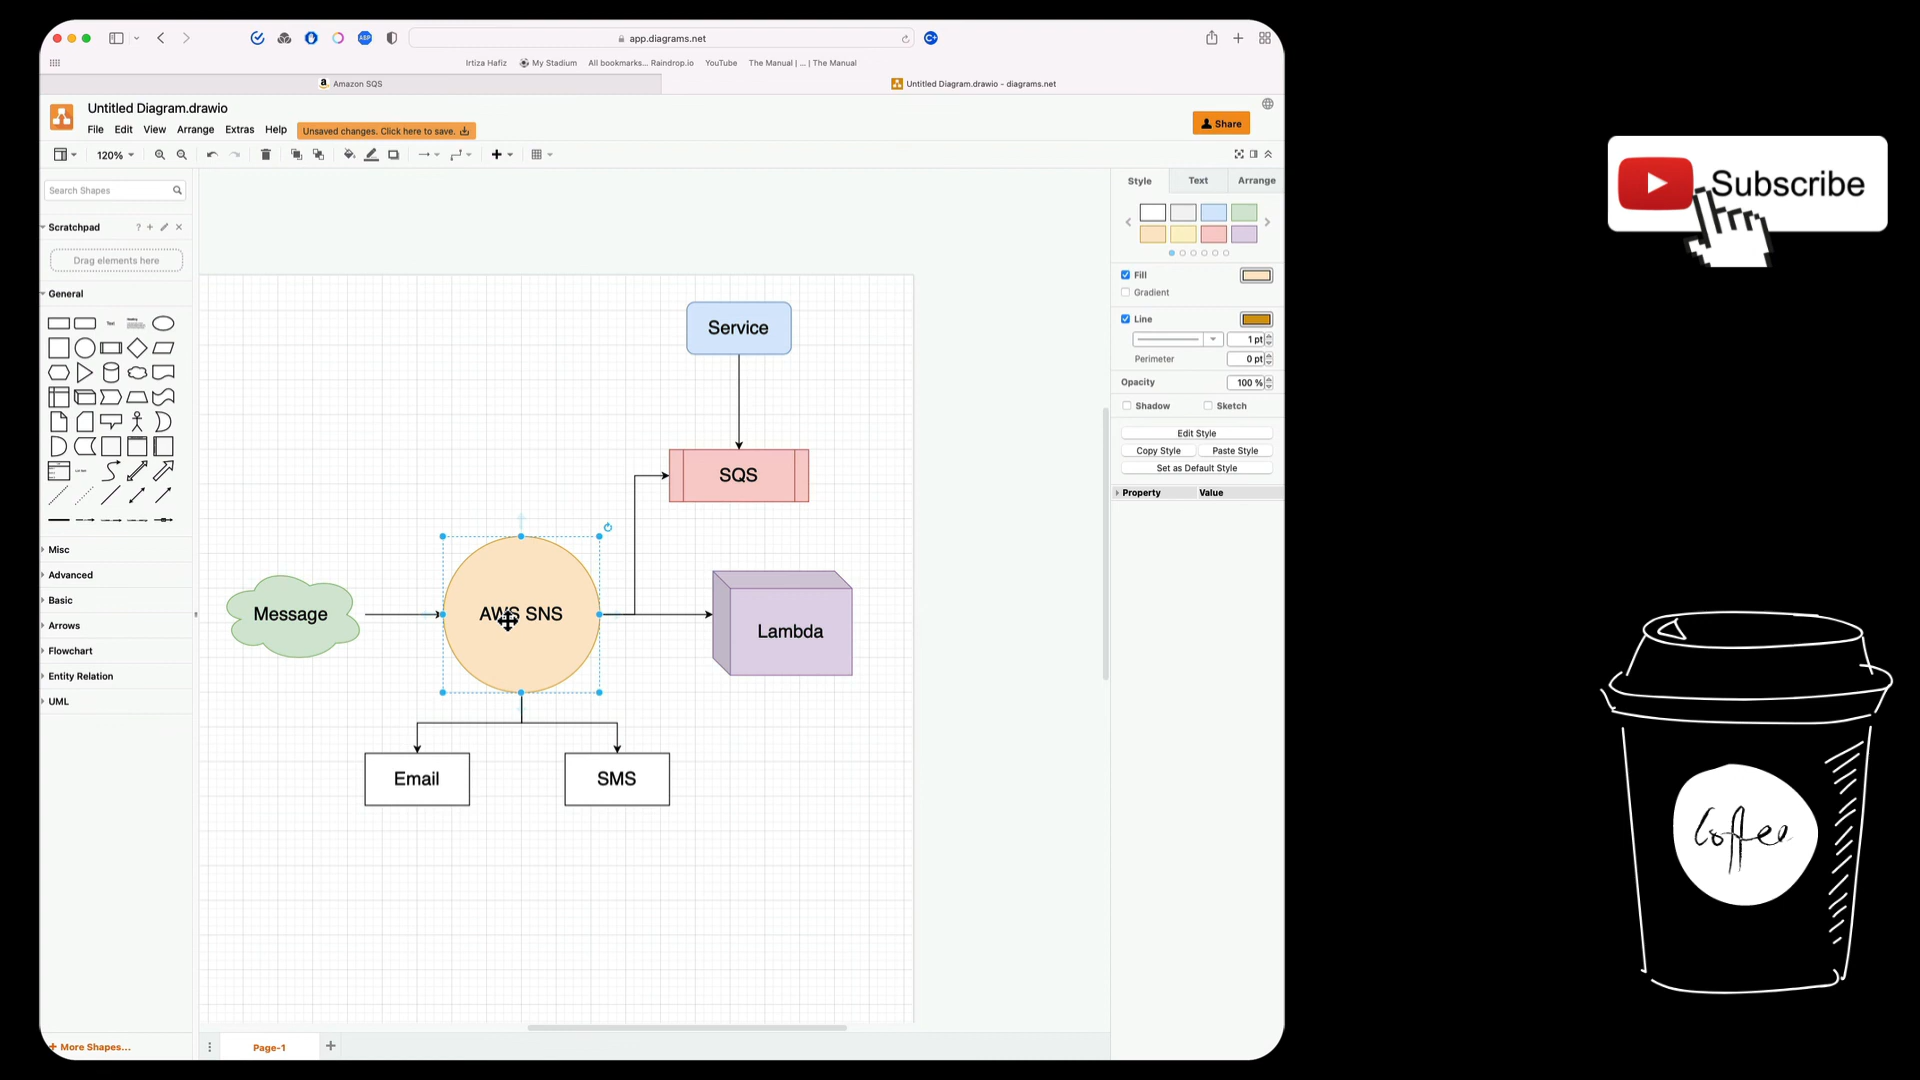 app.diagrams.net
Irtiza Hafiz
My Stadium
All bookmarks... Raindrop.io
YouTube
The Manual | ... | The Manual
Amazon SQS
Untitled Diagram.drawio - diagrams.net
Untitled Diagram.drawio
File Edit View Arrange Extras Help
Unsaved changes. Click here to save.
Share
120%
Search Shapes
Scratchpad
Drag elements here
General
Text
Misc
Advanced
Basic
Arrows
Flowchart
Entity Relation
UML
+ More Shapes...
Page-1
Service
SQS
Message
AWS SNS
Lambda
Email
SMS
Style Text Arrange
Fill
Gradient
Line
1 pt
Perimeter
0 pt
Opacity
100 %
Shadow
Sketch
Edit Style
Copy Style
Paste Style
Set as Default Style
Property
Value
Subscribe
Coffee